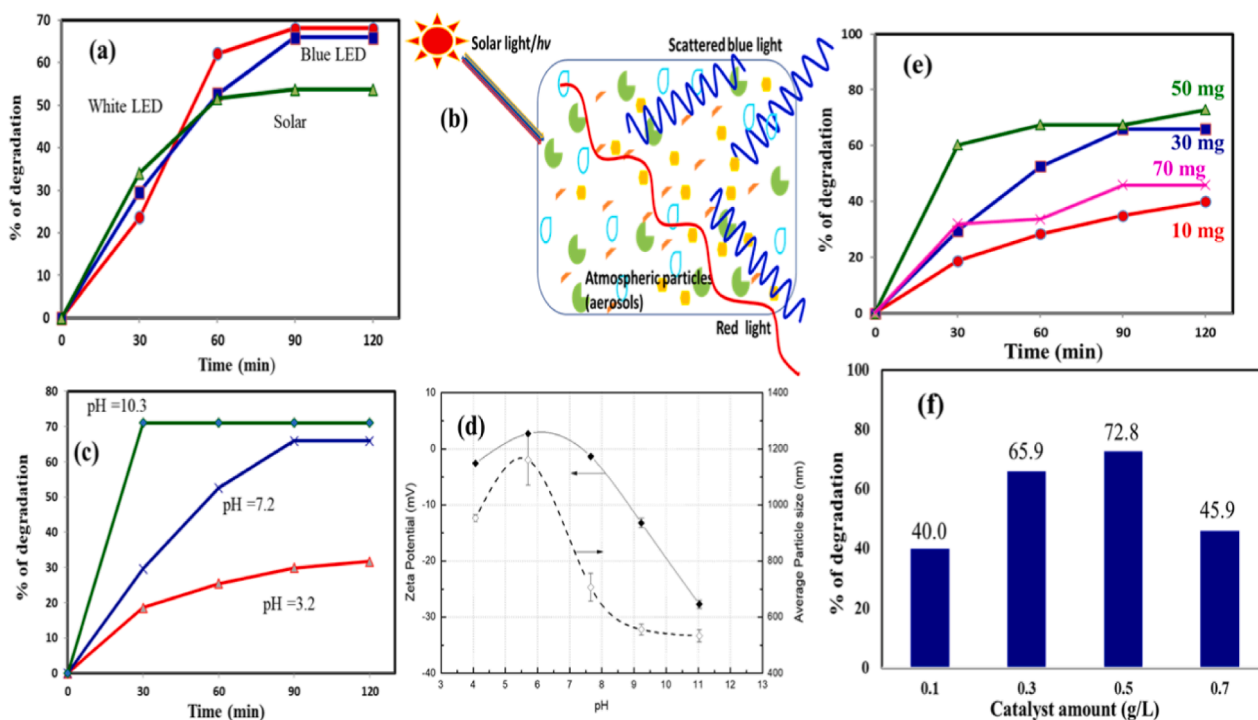 (a)
% of degradation
70
60
50
40
30
20
10
0
Blue LED
White LED
Solar
0 30 60 90 120
Time (min)
(b)
Solar light/hv
Scattered blue light
Atmospheric particles
(aerosols)
Red light
(e)
% of degradation
100
80
60
40
20
0
50 mg
30 mg
70 mg
10 mg
0 30 60 90 120
Time (min)
(c)
% of degradation
80
70
60
50
40
30
20
10
0
pH =10.3
pH =7.2
pH =3.2
0 30 60 90 120
Time (min)
(d)
Zeta Potential (mV)
10
0
-10
-20
-30
-40
1400
1200
1000
800
600
400
Average Particle size (nm)
3 4 5 6 7 8 9 10 11 12 13
pH
(f)
% of degradation
100
80
60
40
20
0
40.0
65.9
72.8
45.9
0.1 0.3 0.5 0.7
Catalyst amount (g/L)